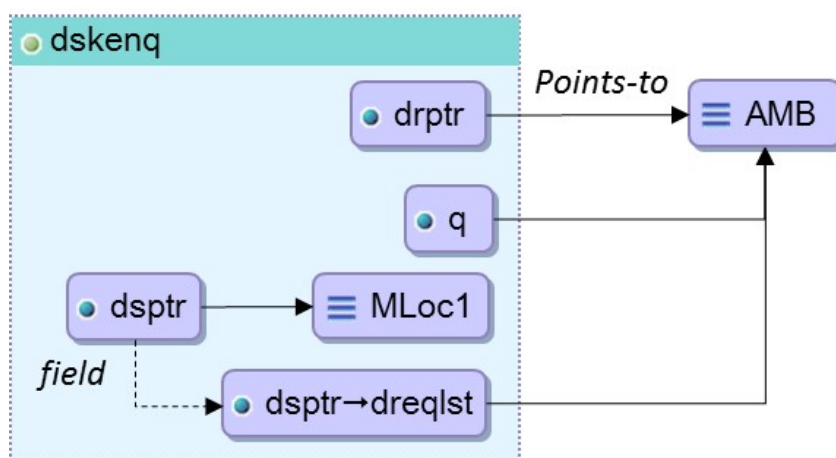 dskenq
Points-to
drptr
AMB
q
dsptr
MLoc1
field
dsptr→dreqlst